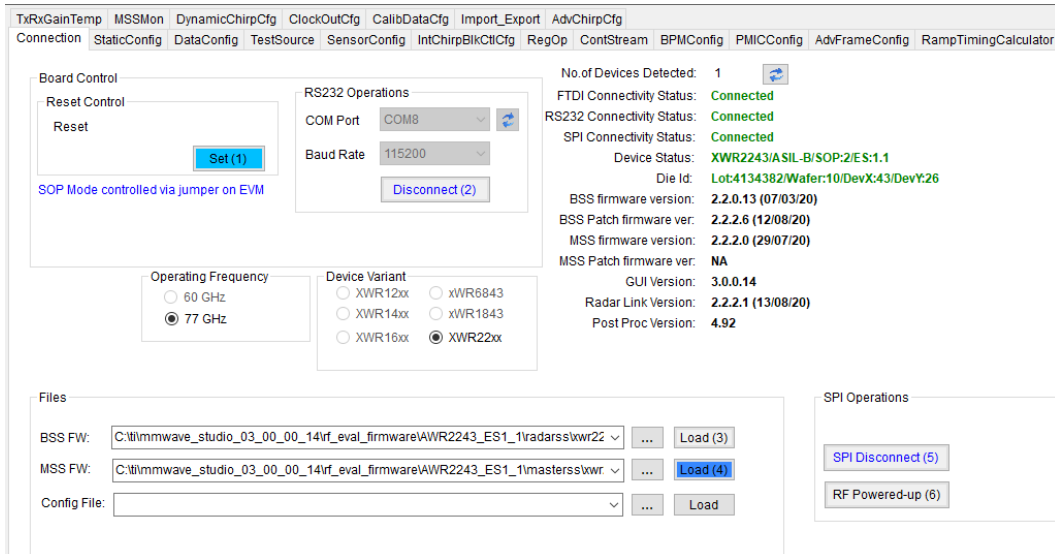 TxRxGainTemp MSSMon DynamicChirpCfg ClockOutCfg CalibDataCfg Import_Export AdvChirpCfg
Connection StaticConfig DataConfig TestSource SensorConfig IntChirpBlkCtlCfg RegOp ContStream BPMConfig PMICConfig AdvFrameConfig RampTimingCalculator
Board Control
Reset Control
Reset
Set (1)
SOP Mode controlled via jumper on EVM
RS232 Operations
COM Port COM8
Baud Rate 115200
Disconnect (2)
No.of Devices Detected: 1
FTDI Connectivity Status: Connected
RS232 Connectivity Status: Connected
SPI Connectivity Status: Connected
Device Status: XWR2243/ASIL-B/SOP:2/ES:1.1
Die Id: Lot:4134382/Wafer:10/DevX:43/DevY:26
BSS firmware version: 2.2.0.13 (07/03/20)
BSS Patch firmware ver: 2.2.2.6 (12/08/20)
MSS firmware version: 2.2.2.0 (29/07/20)
MSS Patch firmware ver: NA
GUI Version: 3.0.0.14
Radar Link Version: 2.2.2.1 (13/08/20)
Post Proc Version: 4.92
Operating Frequency
60 GHz
77 GHz
Device Variant
XWR12xx xWR6843
XWR14xx xWR1843
XWR16xx XWR22xx
Files
BSS FW: C:\ti\mmwave_studio_03_00_00_14\rf_eval_firmware\AWR2243_ES1_1\radarss\xwr22 ... Load (3)
MSS FW: C:\ti\mmwave_studio_03_00_00_14\rf_eval_firmware\AWR2243_ES1_1\masterss\xwr. ... Load (4)
Config File: ... Load
SPI Operations
SPI Disconnect (5)
RF Powered-up (6)